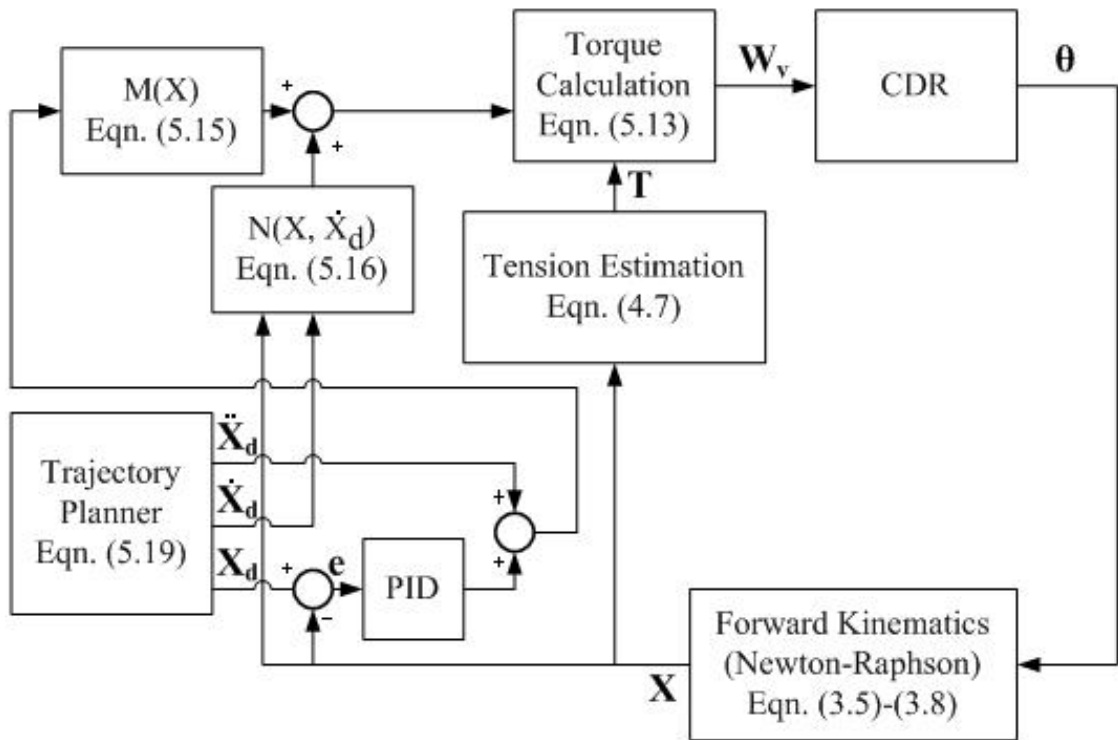 M(X)
Eqn. (5.15)
+
+
Torque
Calculation
Eqn. (5.13)
W_v
CDR
θ
N(X, Ẋ_d)
Eqn. (5.16)
T
Tension Estimation
Eqn. (4.7)
Trajectory
Planner
Eqn. (5.19)
Ẍ_d
Ẋ_d
X_d
+
−
e
PID
+
+
X
Forward Kinematics
(Newton-Raphson)
Eqn. (3.5)-(3.8)